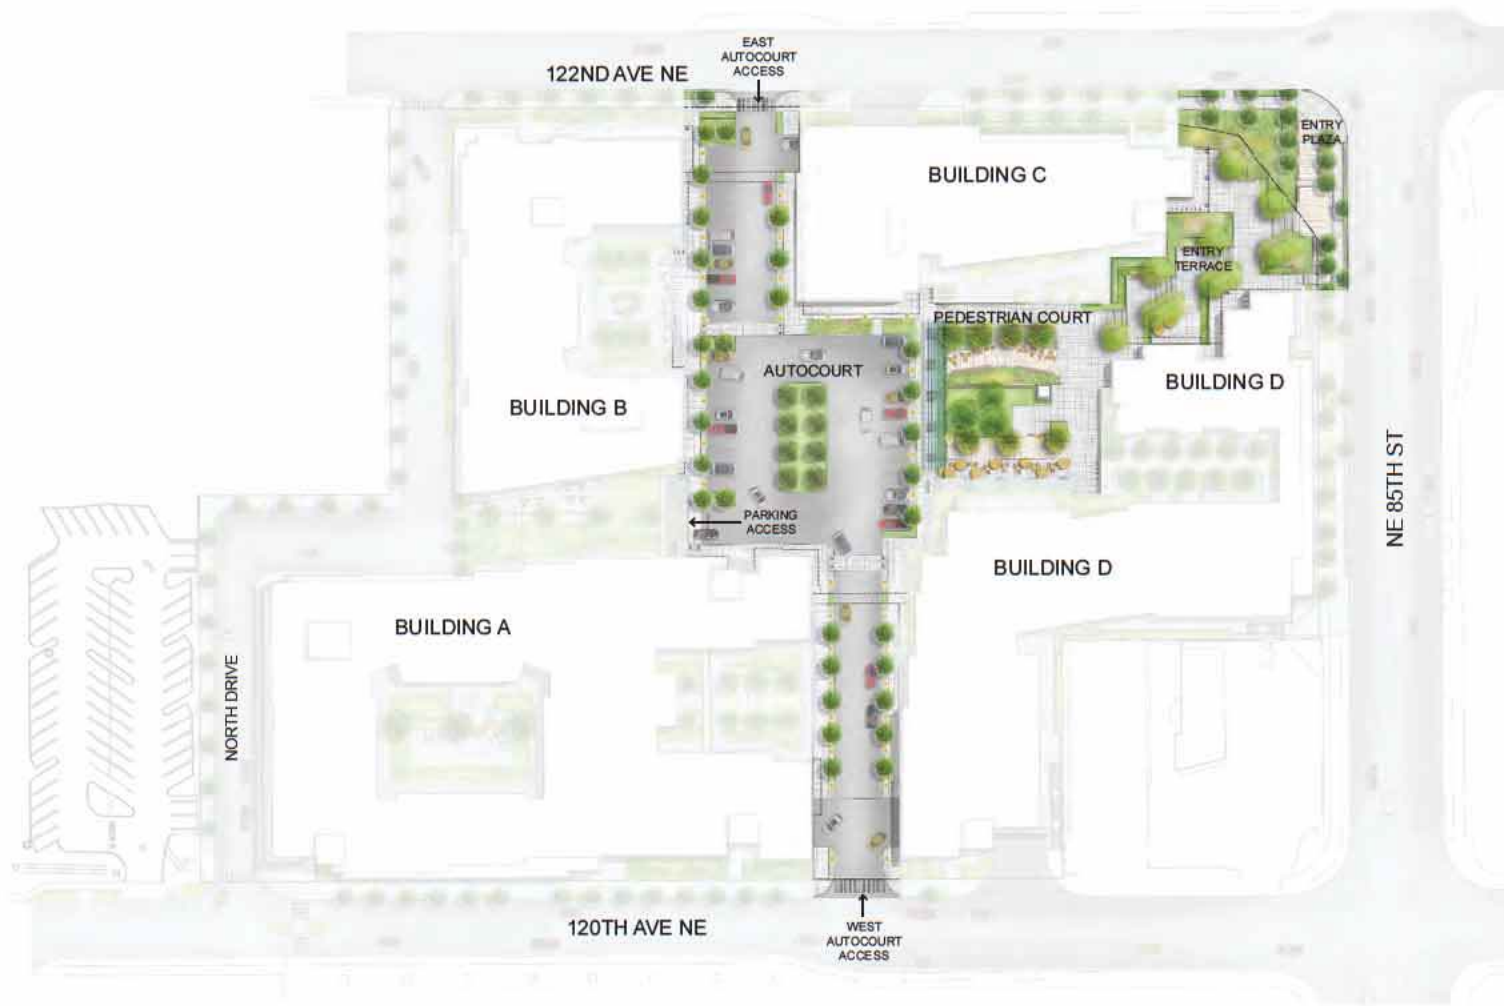 EAST
AUTOCOURT
ACCESS
122ND AVE NE
ENTRY
PLAZA
BUILDING C
ENTRY
TERRACE
PEDESTRIAN COURT
AUTOCOURT
BUILDING D
BUILDING B
NE 85TH ST
PARKING
ACCESS
BUILDING D
BUILDING A
NORTH DRIVE
120TH AVE NE
WEST
AUTOCOURT
ACCESS